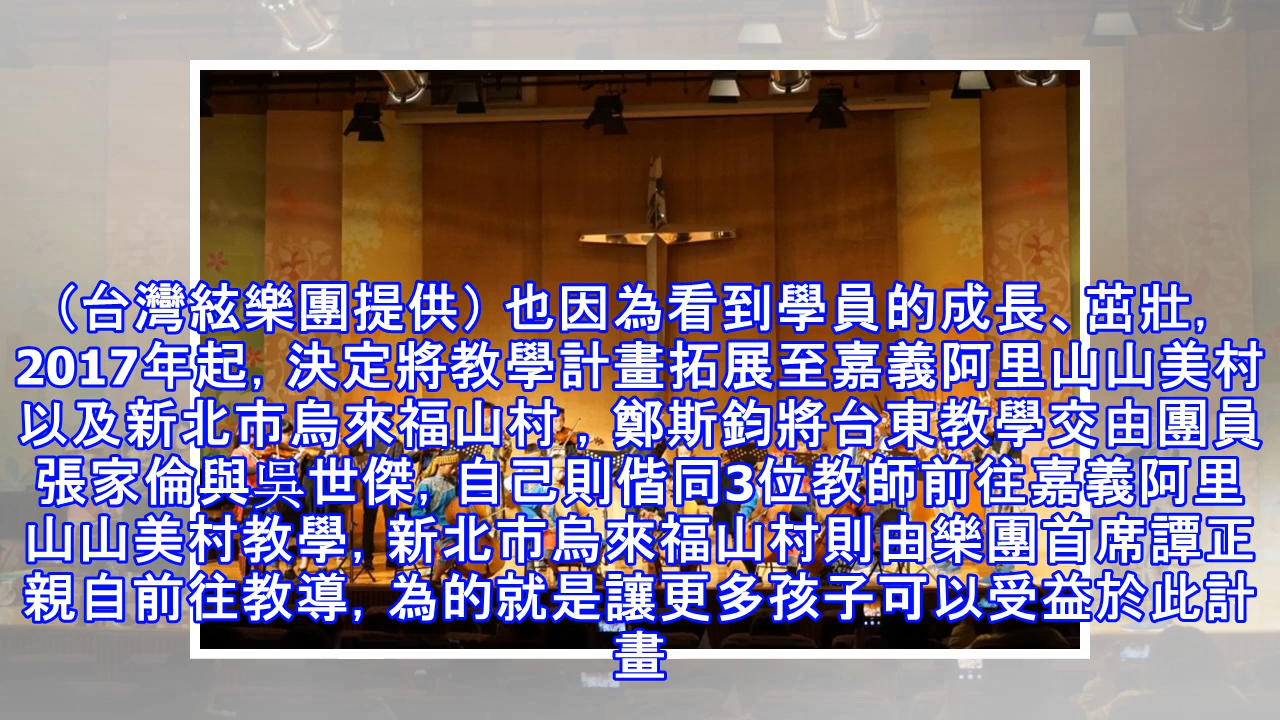 （台灣絃樂團提供）也因為看到學員的成長、茁壯,
2017年起, 決定將教學計畫拓展至嘉義阿里山山美村
以及新北市烏來福山村，鄭斯鈞將台東教學交由團員
張家倫與吳世傑, 自己則偕同3位教師前往嘉義阿里
山山美村教學, 新北市烏來福山村則由樂團首席譚正
親自前往教導, 為的就是讓更多孩子可以受益於此計
畫